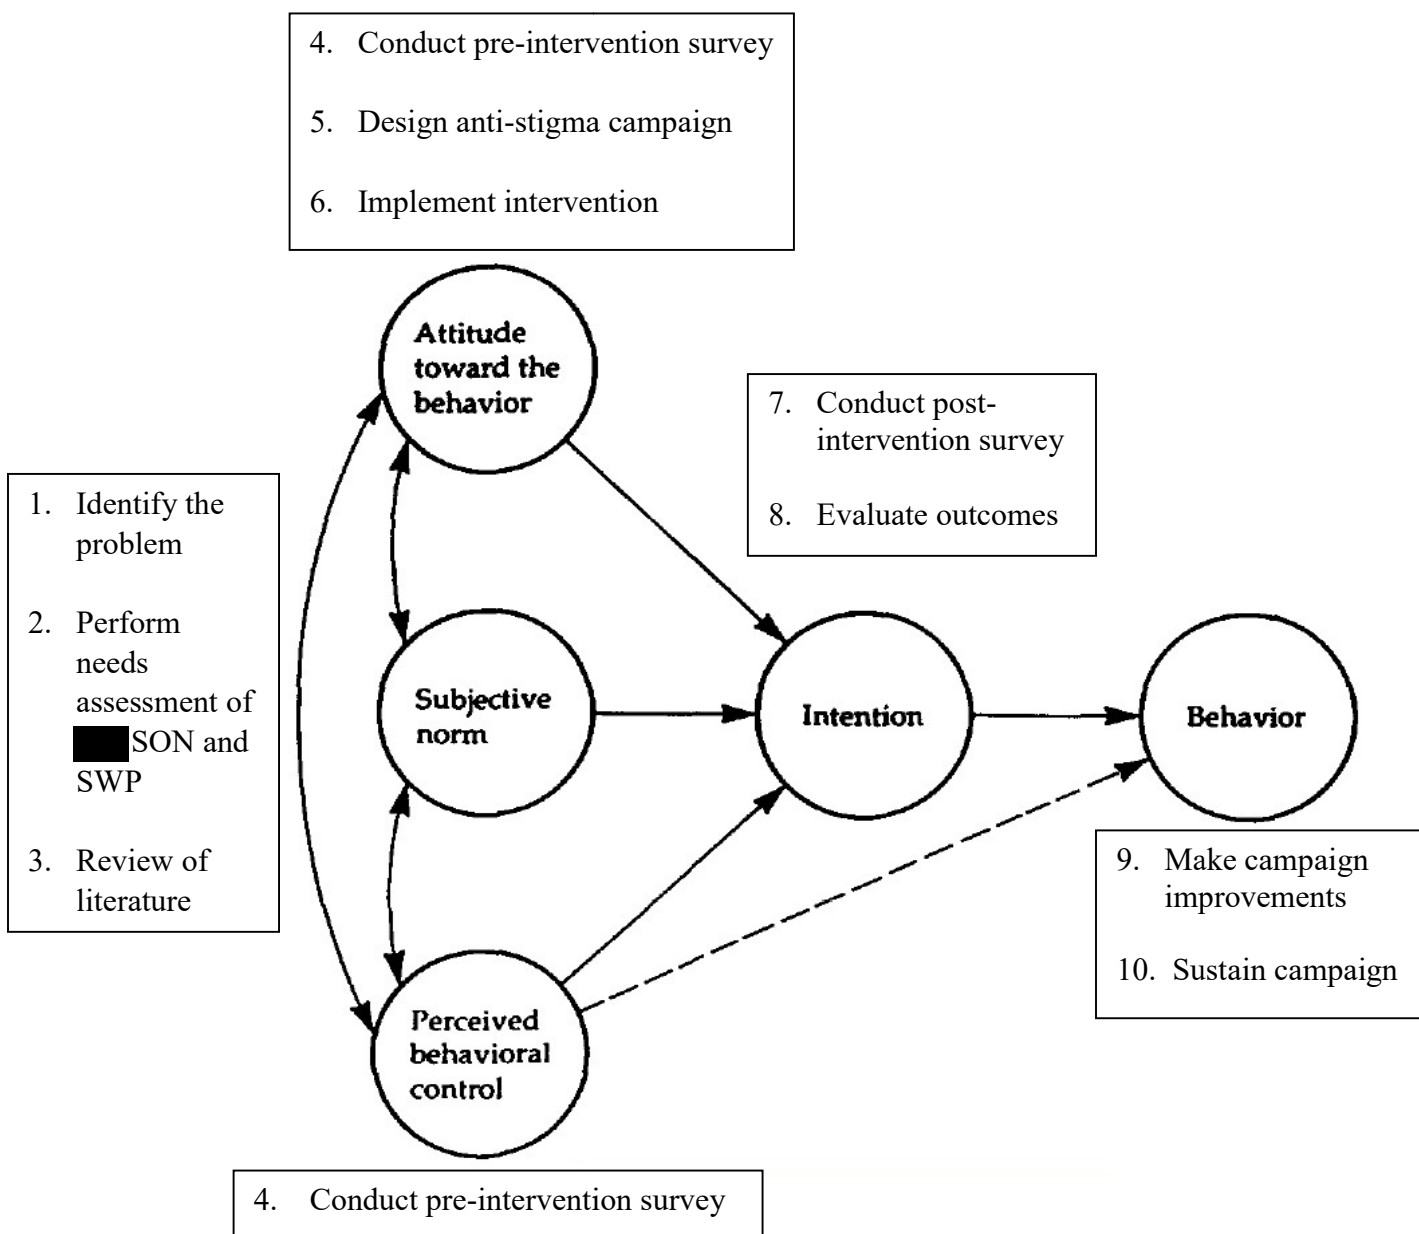 4. Conduct pre-intervention survey
5. Design anti-stigma campaign
6. Implement intervention
Attitude
toward the
behavior
7. Conduct post-
intervention survey
8. Evaluate outcomes
1. Identify the
problem
2. Perform
needs
assessment of
SON and
SWP
3. Review of
literature
Subjective
norm
Intention
Behavior
9. Make campaign
improvements
10. Sustain campaign
Perceived
behavioral
control
4. Conduct pre-intervention survey